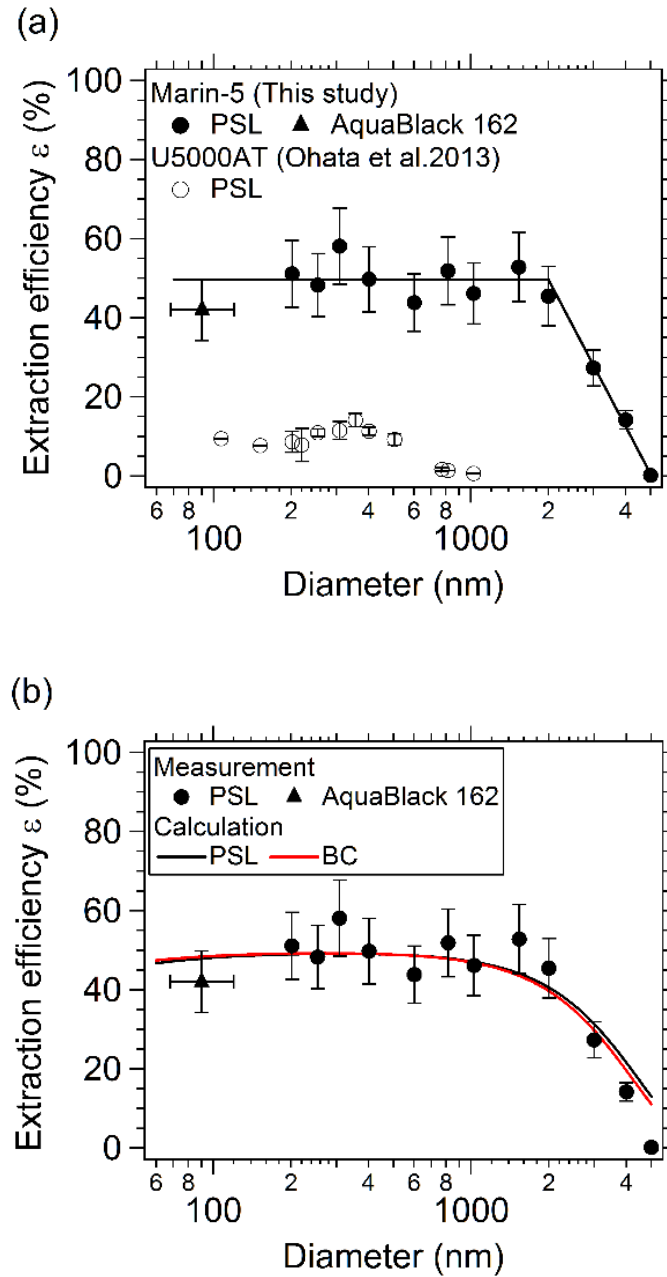 (a)
100
80
60
40
20
0
Extraction efficiency ε (%)
Marin-5 (This study)
PSL AquaBlack 162
U5000AT (Ohata et al.2013)
PSL
6 8 2 4 6 8 2 4
100 1000
Diameter (nm)
(b)
100
80
60
40
20
0
Extraction efficiency ε (%)
Measurement
PSL AquaBlack 162
Calculation
PSL BC
6 8 2 4 6 8 2 4
100 1000
Diameter (nm)